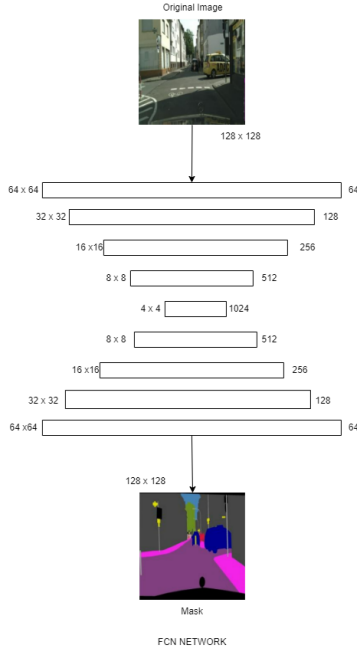 Original Image
128 x 128
64 x 64 64
32 x 32 128
16 x16 256
8 x 8 512
4 x 4 1024
8 x 8 512
16 x16 256
32 x 32 128
64 x64 64
128 x 128
Mask
FCN NETWORK